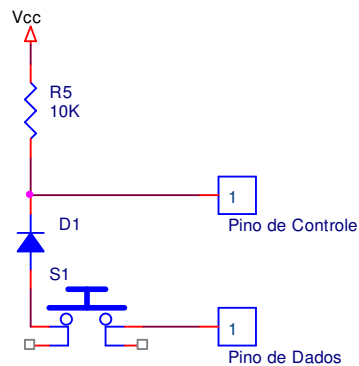 Vcc
R5
10K
1
Pino de Controle
D1
S1
1
Pino de Dados